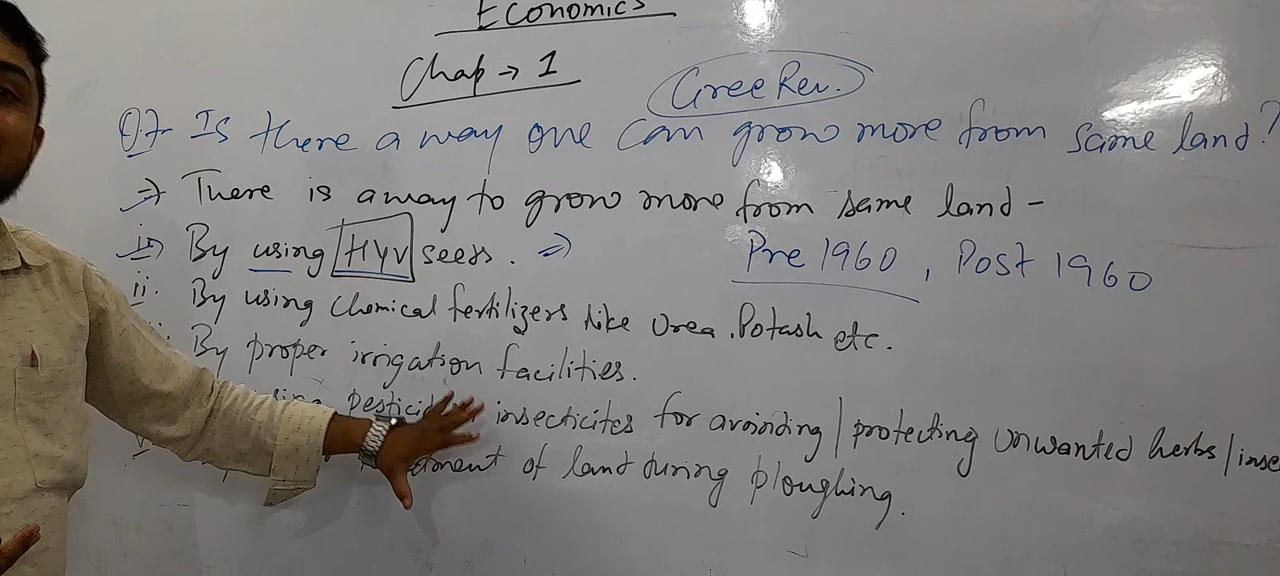 Economics
Chap → 1
Gree Rev.
Q7- Is there a way one can grow more from same land?
⇒ There is a way to grow more from same land -
i. By using HYV seeds. ⇒ Pre 1960, Post 1960
ii. By using Chemical fertilizers like Urea. Potash etc.
By proper irrigation facilities.
insecticites for avoinding / protecting unwanted herbs /
of land during ploughing.